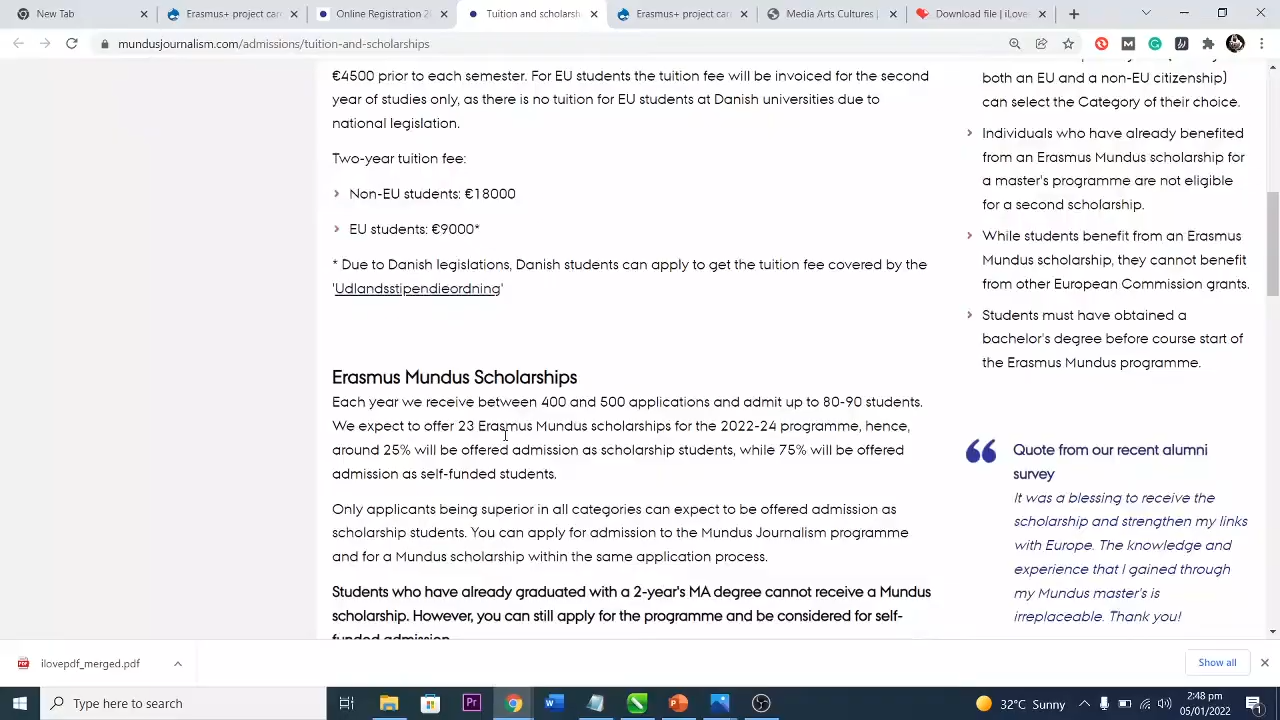 New Tab
Erasmus+ project car
Online Registration 2
Tuition and scholarsh
Erasmus+ project car
Media Arts Cultures |
Download file | iLove
mundusjournalism.com/admissions/tuition-and-scholarships
€4500 prior to each semester. For EU students the tuition fee will be invoiced for the second
year of studies only, as there is no tuition for EU students at Danish universities due to
national legislation.
Two-year tuition fee:
Non-EU students: €18000
EU students: €9000*
* Due to Danish legislations, Danish students can apply to get the tuition fee covered by the
'Udlandsstipendieordning'
Erasmus Mundus Scholarships
Each year we receive between 400 and 500 applications and admit up to 80-90 students.
We expect to offer 23 Erasmus Mundus scholarships for the 2022-24 programme, hence,
around 25% will be offered admission as scholarship students, while 75% will be offered
admission as self-funded students.
Only applicants being superior in all categories can expect to be offered admission as
scholarship students. You can apply for admission to the Mundus Journalism programme
and for a Mundus scholarship within the same application process.
Students who have already graduated with a 2-year's MA degree cannot receive a Mundus
scholarship. However, you can still apply for the programme and be considered for self-
funded admission
both an EU and a non-EU citizenship)
can select the Category of their choice.
Individuals who have already benefited
from an Erasmus Mundus scholarship for
a master's programme are not eligible
for a second scholarship.
While students benefit from an Erasmus
Mundus scholarship, they cannot benefit
from other European Commission grants.
Students must have obtained a
bachelor's degree before course start of
the Erasmus Mundus programme.
Quote from our recent alumni
survey
It was a blessing to receive the
scholarship and strengthen my links
with Europe. The knowledge and
experience that I gained through
my Mundus master's is
irreplaceable. Thank you!
ilovepdf_merged.pdf
Show all
Type here to search
32°C Sunny
2:48 pm
05/01/2022